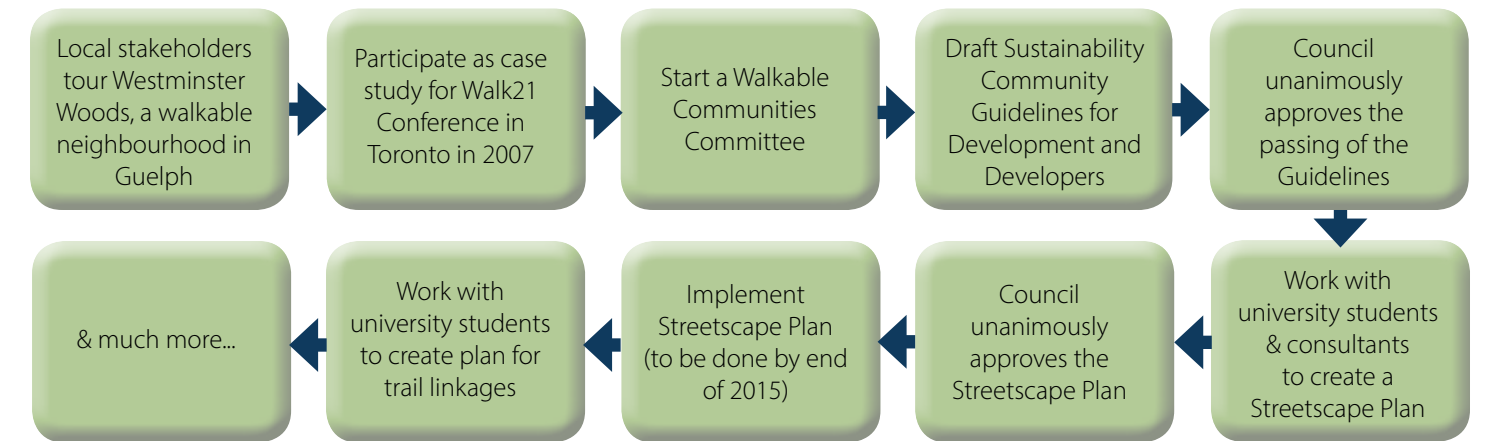 Local stakeholders
tour Westminster
Woods, a walkable
neighbourhood in
Guelph
Participate as case
study for Walk21
Conference in
Toronto in 2007
Start a Walkable
Communities
Committee
Draft Sustainability
Community
Guidelines for
Development and
Developers
Council
unanimously
approves the
passing of the
Guidelines
Work with
university students
& consultants
to create a
Streetscape Plan
Council
unanimously
approves the
Streetscape Plan
Implement
Streetscape Plan
(to be done by end
of 2015)
Work with
university students
to create plan for
trail linkages
& much more...